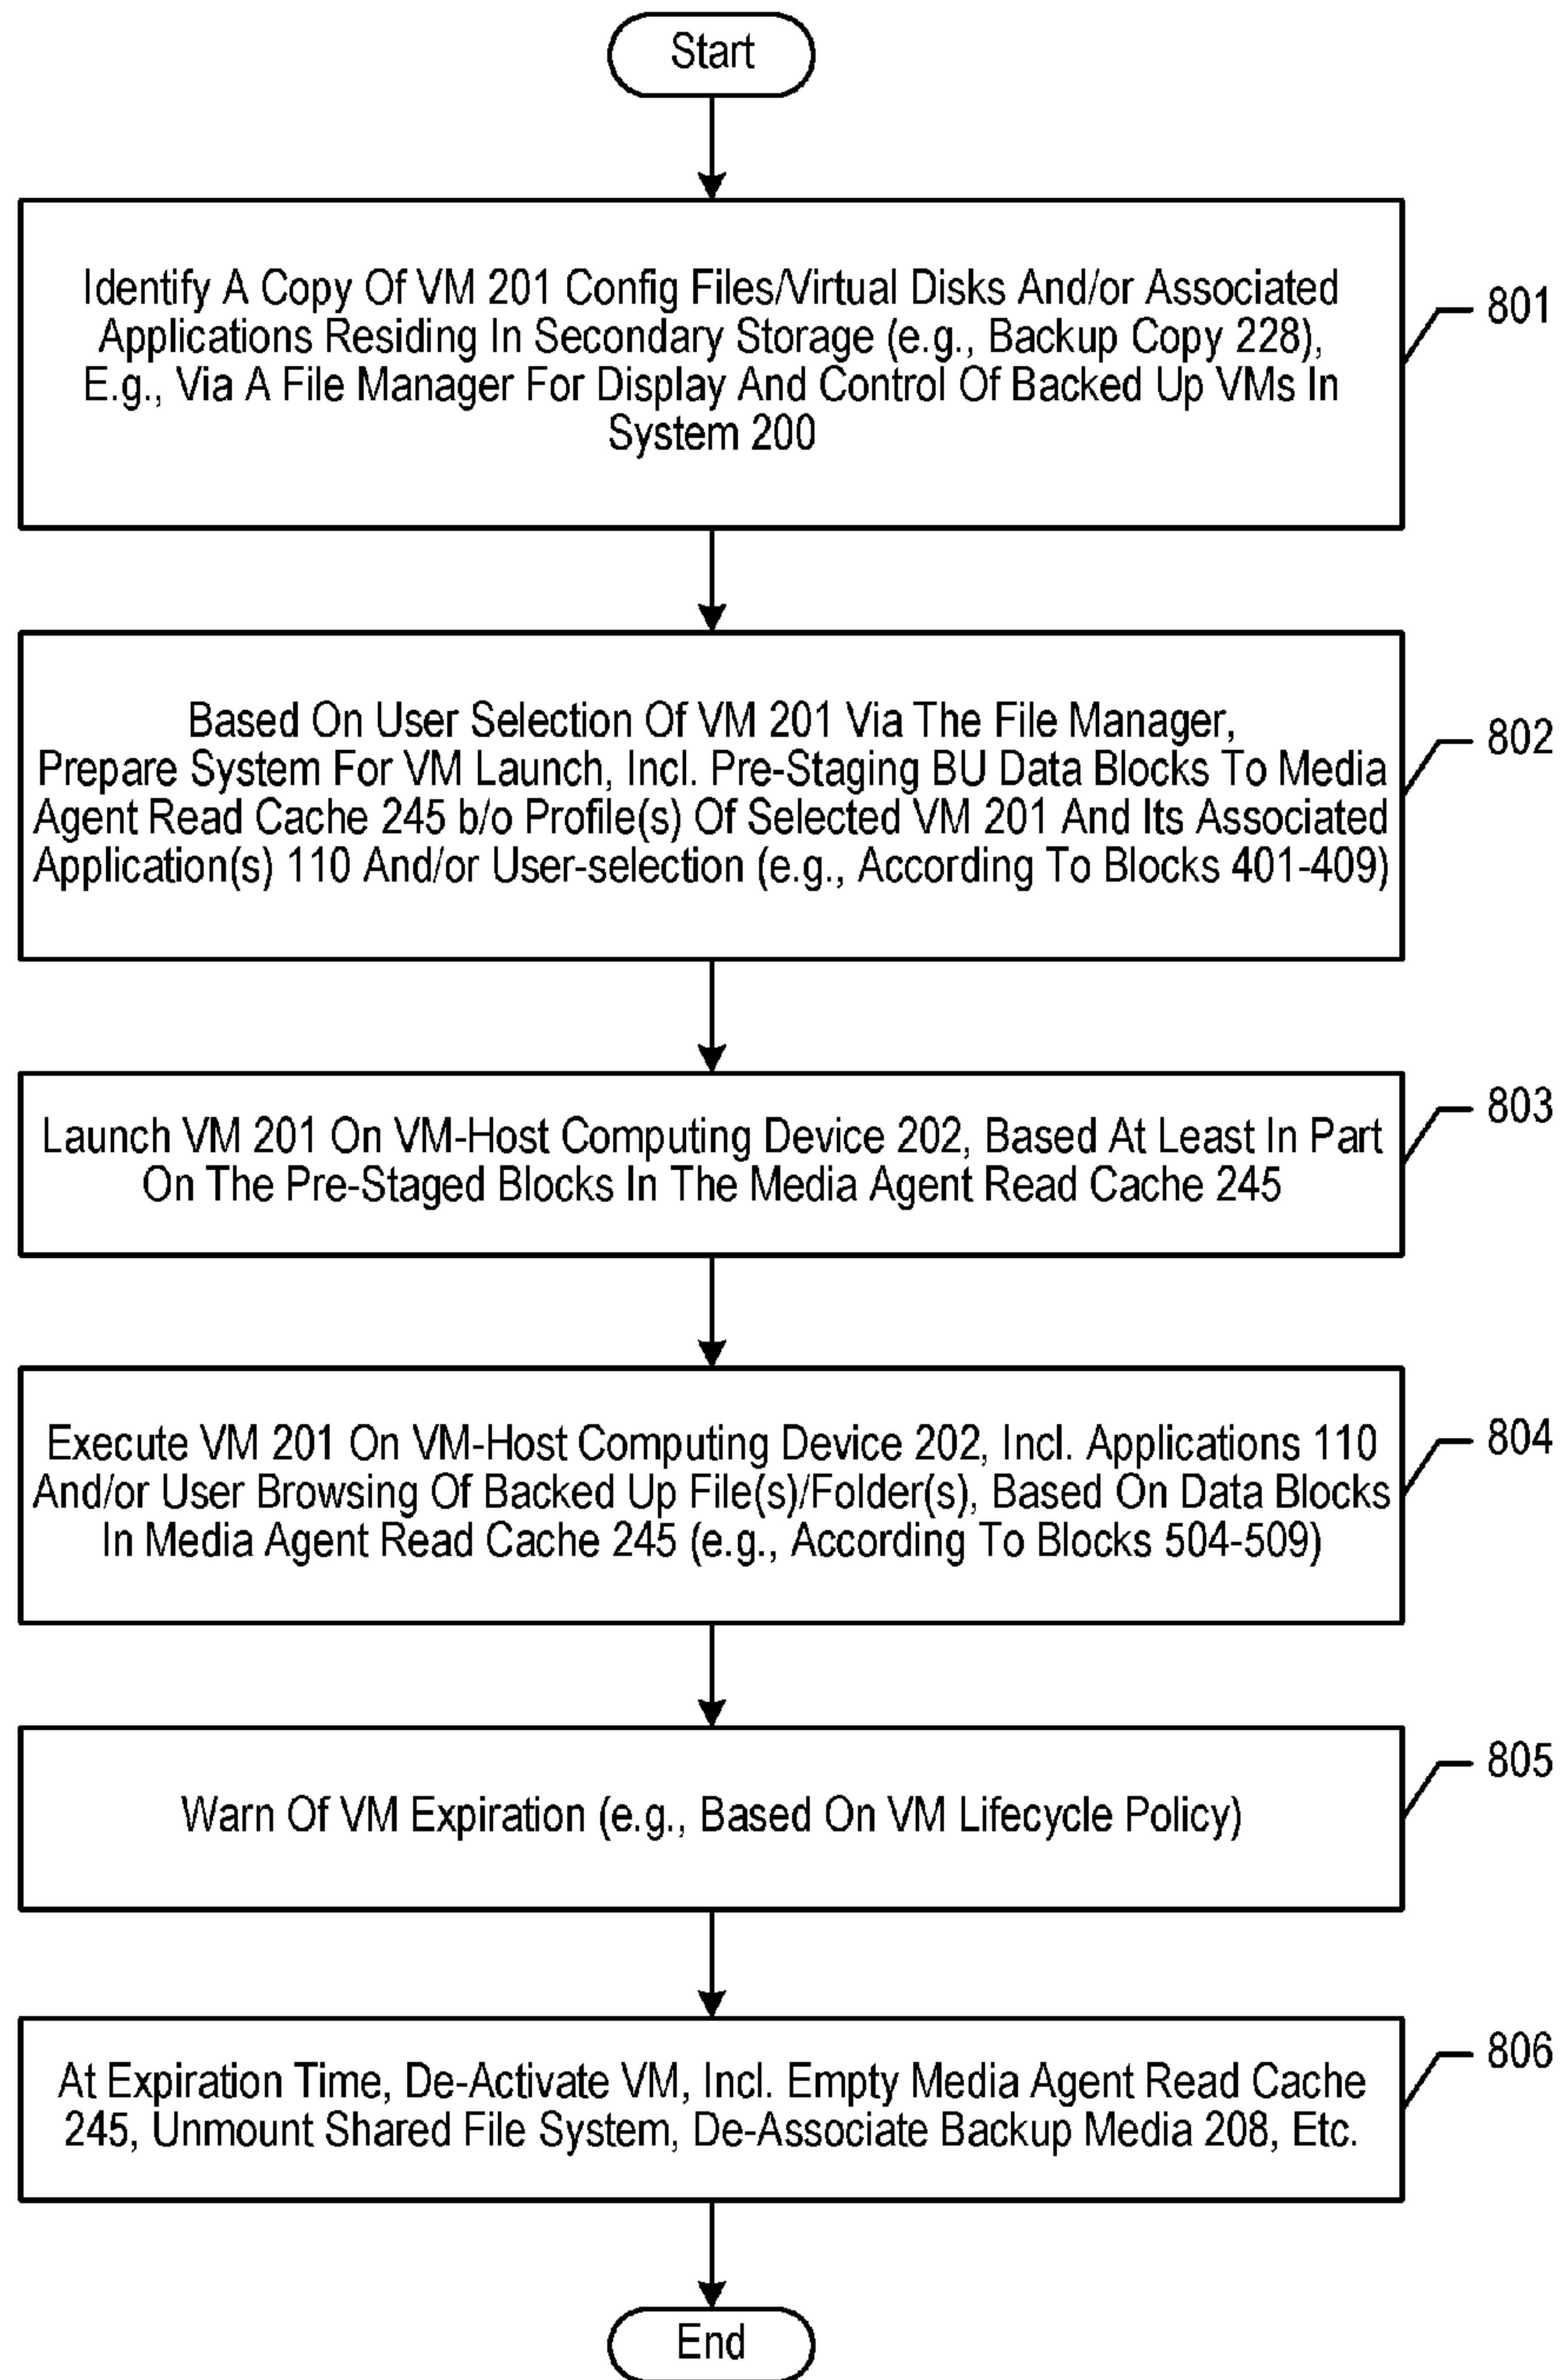 Start
Identify A Copy Of VM 201 Config Files/Virtual Disks And/or Associated
Applications Residing In Secondary Storage (e.g., Backup Copy 228),
E.g., Via A File Manager For Display And Control Of Backed Up VMs In
System 200
801
Based On User Selection Of VM 201 Via The File Manager,
Prepare System For VM Launch, Incl. Pre-Staging BU Data Blocks To Media
Agent Read Cache 245 b/o Profile(s) Of Selected VM 201 And Its Associated
Application(s) 110 And/or User-selection (e.g., According To Blocks 401-409)
802
Launch VM 201 On VM-Host Computing Device 202, Based At Least In Part
On The Pre-Staged Blocks In The Media Agent Read Cache 245
803
Execute VM 201 On VM-Host Computing Device 202, Incl. Applications 110
And/or User Browsing Of Backed Up File(s)/Folder(s), Based On Data Blocks
In Media Agent Read Cache 245 (e.g., According To Blocks 504-509)
804
Warn Of VM Expiration (e.g., Based On VM Lifecycle Policy)
805
At Expiration Time, De-Activate VM, Incl. Empty Media Agent Read Cache
245, Unmount Shared File System, De-Associate Backup Media 208, Etc.
806
End